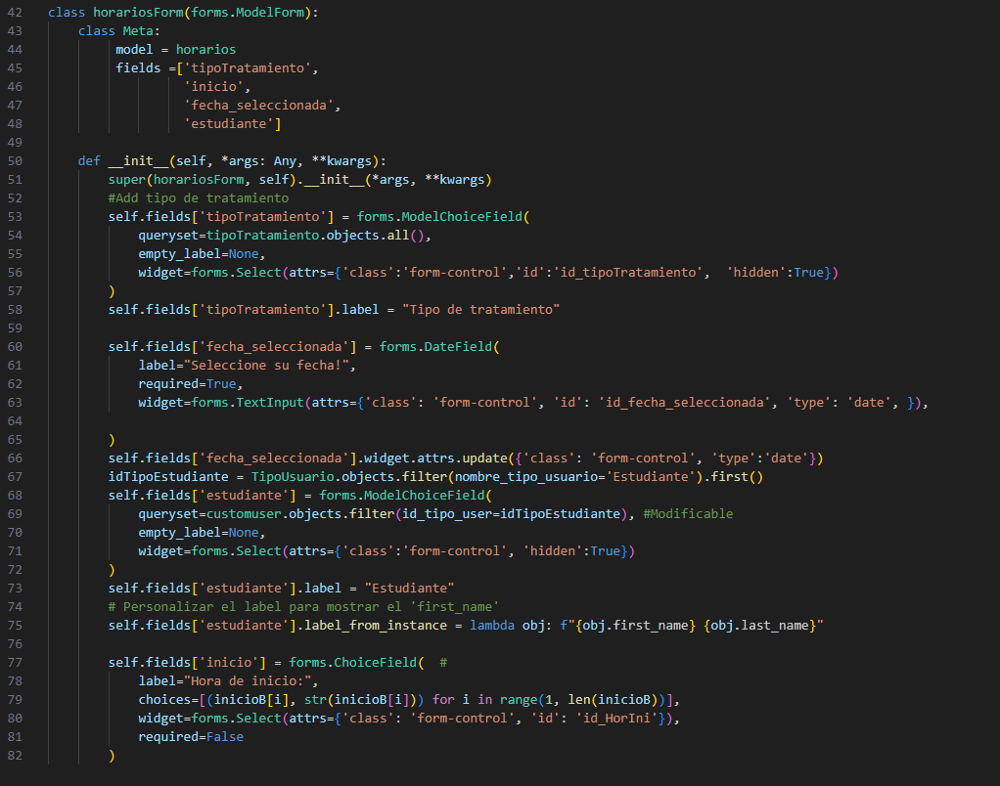 42 class horariosForm(forms.ModelForm):
43     class Meta:
44          model = horarios
45          fields =['tipoTratamiento',
46                   'inicio',
47                   'fecha_seleccionada',
48                   'estudiante']
49
50     def __init__(self, *args: Any, **kwargs):
51         super(horariosForm, self).__init__(*args, **kwargs)
52         #Add tipo de tratamiento
53         self.fields['tipoTratamiento'] = forms.ModelChoiceField(
54             queryset=tipoTratamiento.objects.all(),
55             empty_label=None,
56             widget=forms.Select(attrs={'class':'form-control','id':'id_tipoTratamiento',  'hidden':True})
57         )
58         self.fields['tipoTratamiento'].label = "Tipo de tratamiento"
59
60         self.fields['fecha_seleccionada'] = forms.DateField(
61             label="Seleccione su fecha!",
62             required=True,
63             widget=forms.TextInput(attrs={'class': 'form-control', 'id': 'id_fecha_seleccionada', 'type': 'date', }),
64
65         )
66         self.fields['fecha_seleccionada'].widget.attrs.update({'class': 'form-control', 'type':'date'})
67         idTipoEstudiante = TipoUsuario.objects.filter(nombre_tipo_usuario='Estudiante').first()
68         self.fields['estudiante'] = forms.ModelChoiceField(
69             queryset=customuser.objects.filter(id_tipo_user=idTipoEstudiante), #Modificable
70             empty_label=None,
71             widget=forms.Select(attrs={'class':'form-control', 'hidden':True})
72         )
73         self.fields['estudiante'].label = "Estudiante"
74         # Personalizar el label para mostrar el 'first_name'
75         self.fields['estudiante'].label_from_instance = lambda obj: f"{obj.first_name} {obj.last_name}"
76
77         self.fields['inicio'] = forms.ChoiceField(  #
78             label="Hora de inicio:",
79             choices=[(inicioB[i], str(inicioB[i])) for i in range(1, len(inicioB))],
80             widget=forms.Select(attrs={'class': 'form-control', 'id': 'id_HorIni'}),
81             required=False
82         )